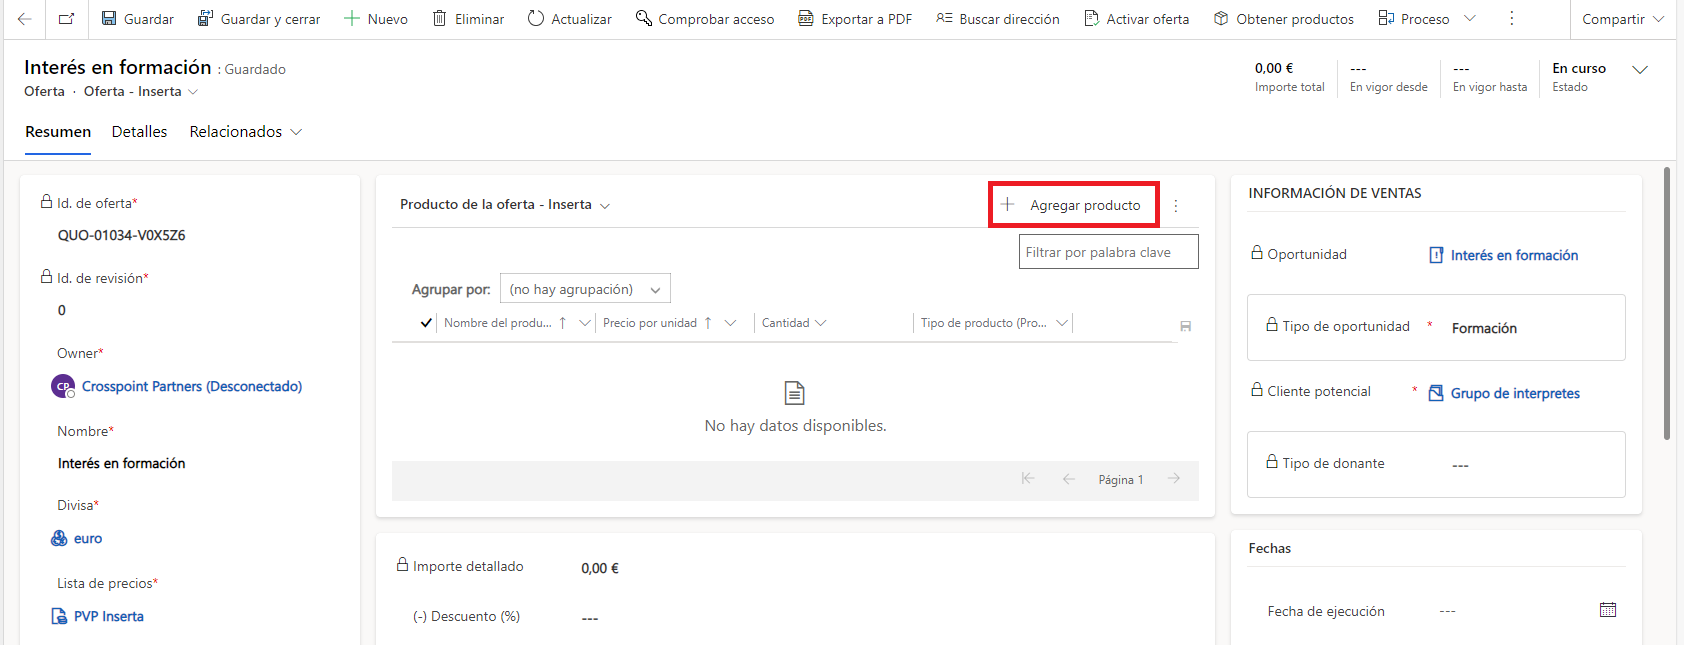 Guardar Guardar y cerrar Nuevo Eliminar Actualizar Comprobar acceso Exportar a PDF Buscar dirección Activar oferta Obtener productos Proceso Compartir
Interés en formación : Guardado
Oferta · Oferta - Inserta
0,00 € --- --- En curso
Importe total En vigor desde En vigor hasta Estado
Resumen Detalles Relacionados
Id. de oferta*
QUO-01034-V0X5Z6
Id. de revisión*
0
Owner*
CP Crosspoint Partners (Desconectado)
Nombre*
Interés en formación
Divisa*
euro
Lista de precios*
PVP Inserta
Producto de la oferta - Inserta
Agregar producto
Filtrar por palabra clave
Agrupar por: (no hay agrupación)
Nombre del produ... Precio por unidad Cantidad Tipo de producto (Pro...
No hay datos disponibles.
Página 1
Importe detallado 0,00 €
(-) Descuento (%) ---
INFORMACIÓN DE VENTAS
Oportunidad Interés en formación
Tipo de oportunidad * Formación
Cliente potencial * Grupo de interpretes
Tipo de donante ---
Fechas
Fecha de ejecución ---